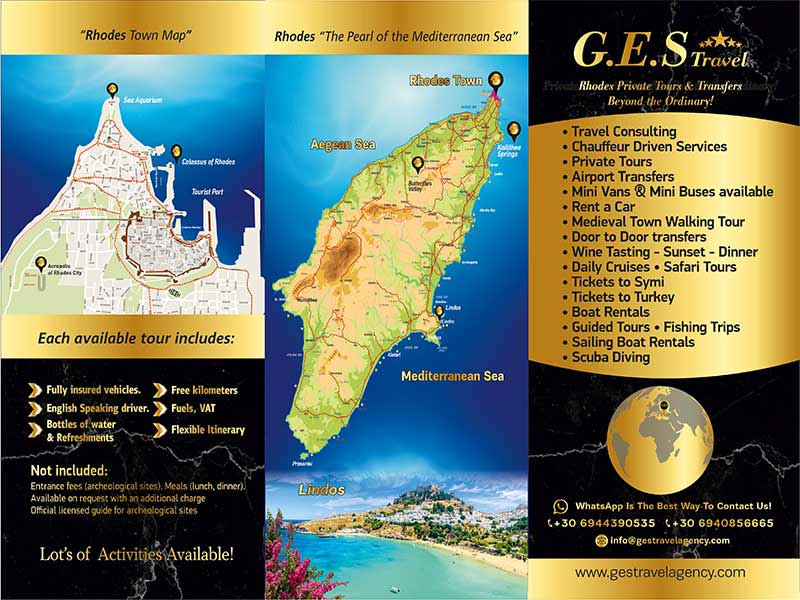 “Rhodes Town Map”
Sea Aquarium
Colossus of Rhodes
Tourist Port
Acropolis
of Rhodes City
Each available tour includes:
Fully insured vehicles.
English Speaking driver.
Bottles of water
& Refreshments
Free kilometers
Fuels, VAT
Flexible Itinerary
Not included:
Entrance fees (archeological sites). Meals (lunch, dinner).
Available on request with an additional charge
Official licensed guide for archeological sites
Lot's of Activities Available!
Rhodes “The Pearl of the Mediterranean Sea”
Rhodes Town
Aegean Sea
Kallithea
Springs
Butterflies
Valley
Lindos
Lindos
Mediterranean Sea
Prasonisi
Lindos
G.E.S Travel
Rhodes Private Tours & Transfers
Beyond the Ordinary!
• Travel Consulting
• Chauffeur Driven Services
• Private Tours
• Airport Transfers
• Mini Vans & Mini Buses available
• Rent a Car
• Medieval Town Walking Tour
• Door to Door transfers
• Wine Tasting - Sunset - Dinner
• Daily Cruises • Safari Tours
• Tickets to Symi
• Tickets to Turkey
• Boat Rentals
• Guided Tours • Fishing Trips
• Sailing Boat Rentals
• Scuba Diving
WhatsApp Is The Best Way To Contact Us!
+30 6944390535 +30 6940856665
info@gestravelagency.com
www.gestravelagency.com